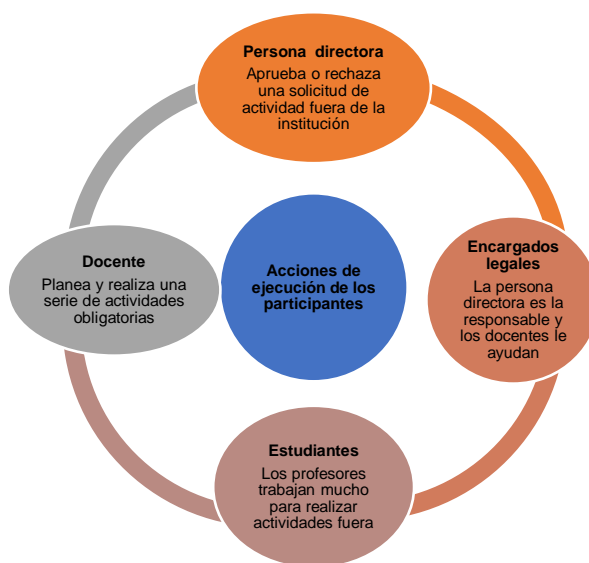 Persona directora
Aprueba o rechaza
una solicitud de
actividad fuera de la
institución
Docente
Planea y realiza una
serie de actividades
obligatorias
Acciones de
ejecución de los
participantes
Encargados
legales
La persona
directora es la
responsable y
los docentes le
ayudan
Estudiantes
Los profesores
trabajan mucho
para realizar
actividades fuera